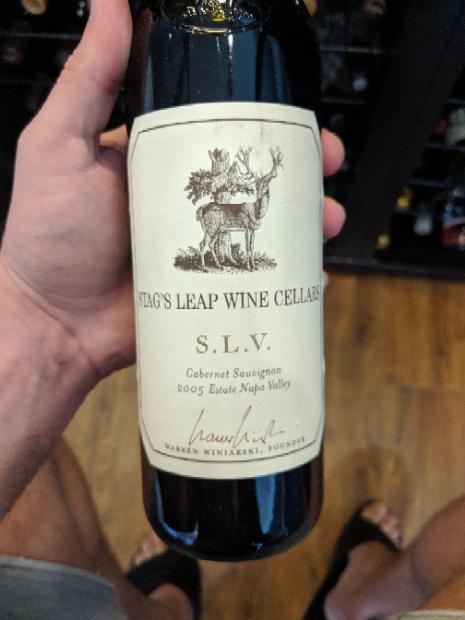 STAG'S LEAP WINE CELLARS
S.L.V.
Cabernet Sauvignon
2005 Estate Napa Valley
WARREN WINIARSKI, FOUNDER